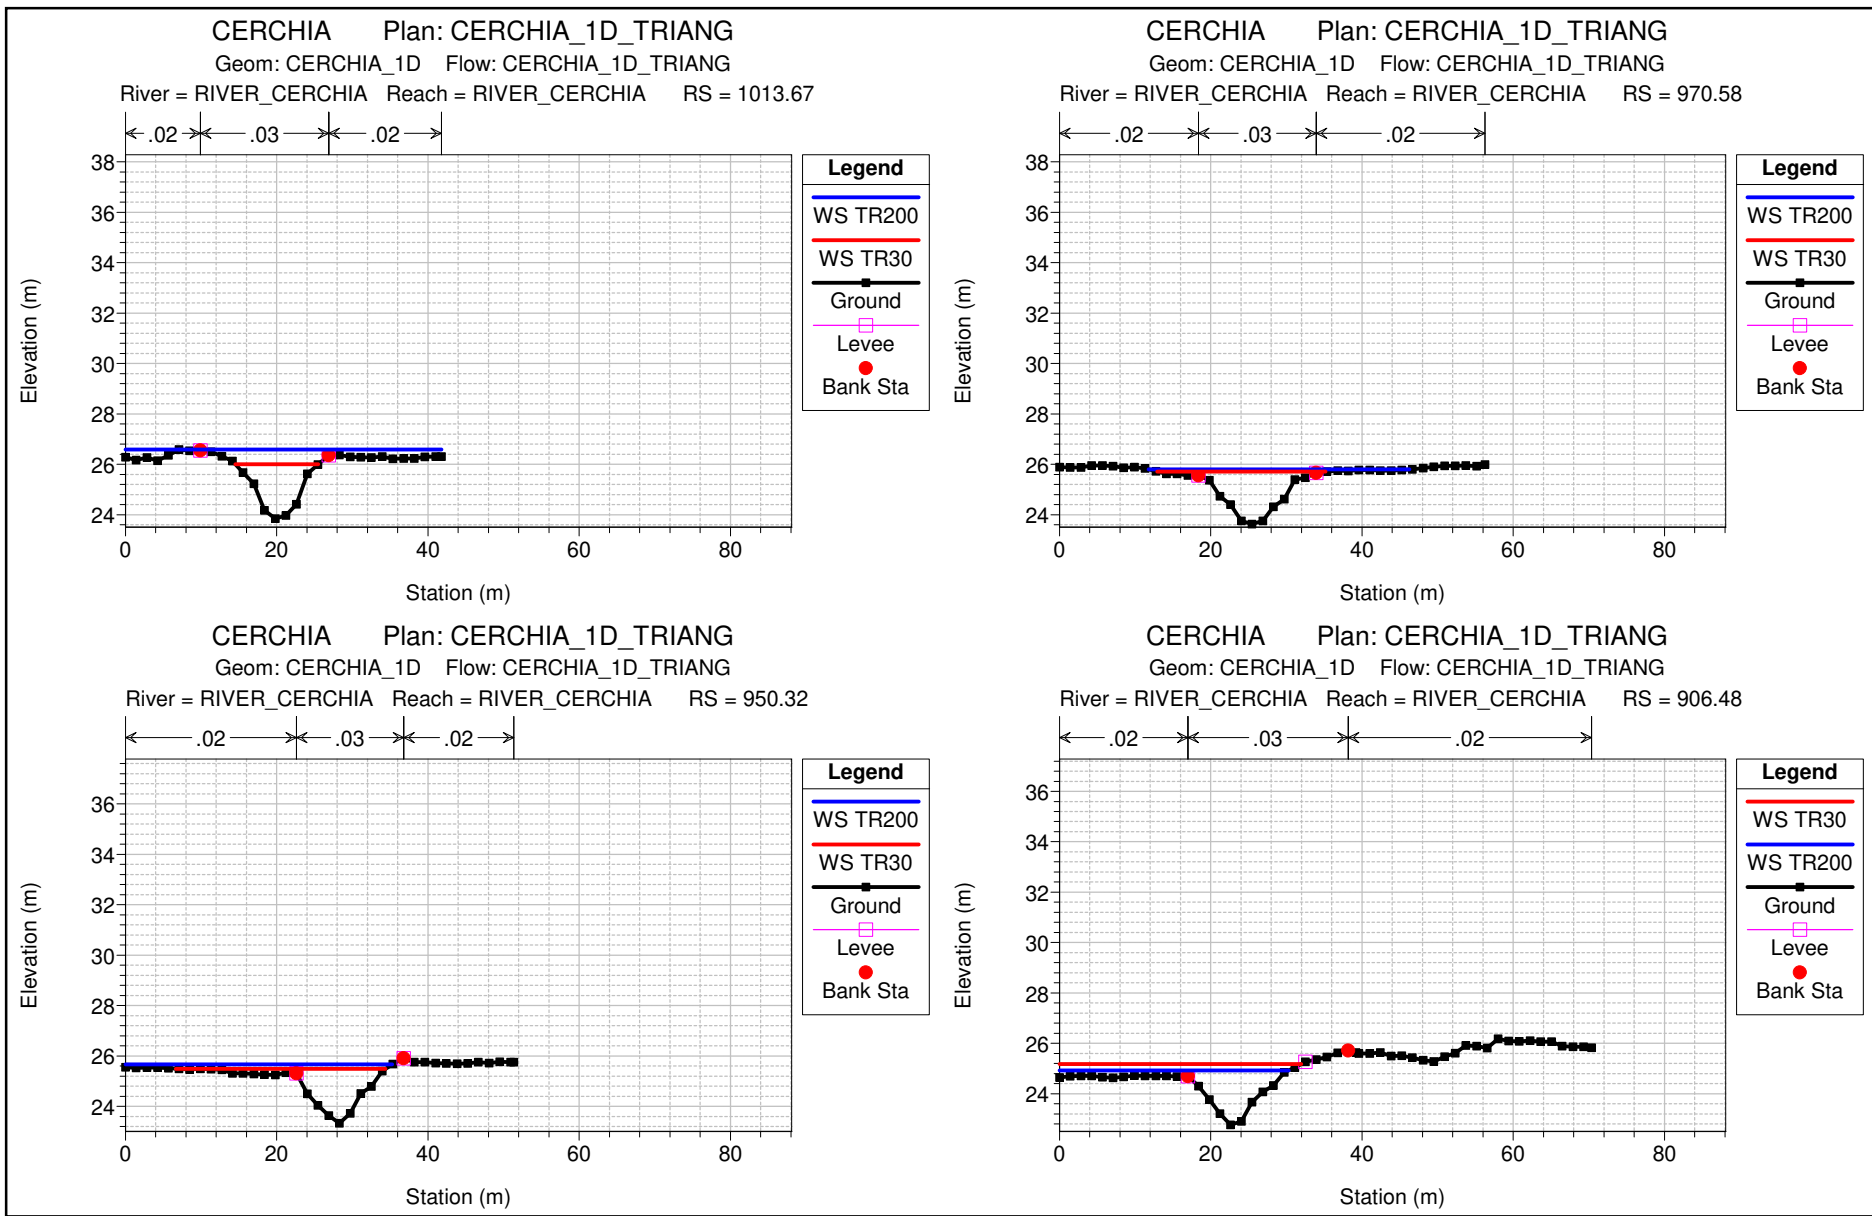 CERCHIA Plan: CERCHIA_1D_TRIANG
Geom: CERCHIA_1D Flow: CERCHIA_1D_TRIANG
River = RIVER_CERCHIA Reach = RIVER_CERCHIA RS = 1013.67
.02 .03 .02
38
36
34
32
30
28
26
24
0 20 40 60 80
Elevation (m)
Station (m)
Legend
WS TR200
WS TR30
Ground
Levee
Bank Sta
CERCHIA Plan: CERCHIA_1D_TRIANG
Geom: CERCHIA_1D Flow: CERCHIA_1D_TRIANG
River = RIVER_CERCHIA Reach = RIVER_CERCHIA RS = 970.58
.02 .03 .02
38
36
34
32
30
28
26
24
0 20 40 60 80
Elevation (m)
Station (m)
Legend
WS TR200
WS TR30
Ground
Levee
Bank Sta
CERCHIA Plan: CERCHIA_1D_TRIANG
Geom: CERCHIA_1D Flow: CERCHIA_1D_TRIANG
River = RIVER_CERCHIA Reach = RIVER_CERCHIA RS = 950.32
.02 .03 .02
36
34
32
30
28
26
24
0 20 40 60 80
Elevation (m)
Station (m)
Legend
WS TR200
WS TR30
Ground
Levee
Bank Sta
CERCHIA Plan: CERCHIA_1D_TRIANG
Geom: CERCHIA_1D Flow: CERCHIA_1D_TRIANG
River = RIVER_CERCHIA Reach = RIVER_CERCHIA RS = 906.48
.02 .03 .02
36
34
32
30
28
26
24
0 20 40 60 80
Elevation (m)
Station (m)
Legend
WS TR30
WS TR200
Ground
Levee
Bank Sta